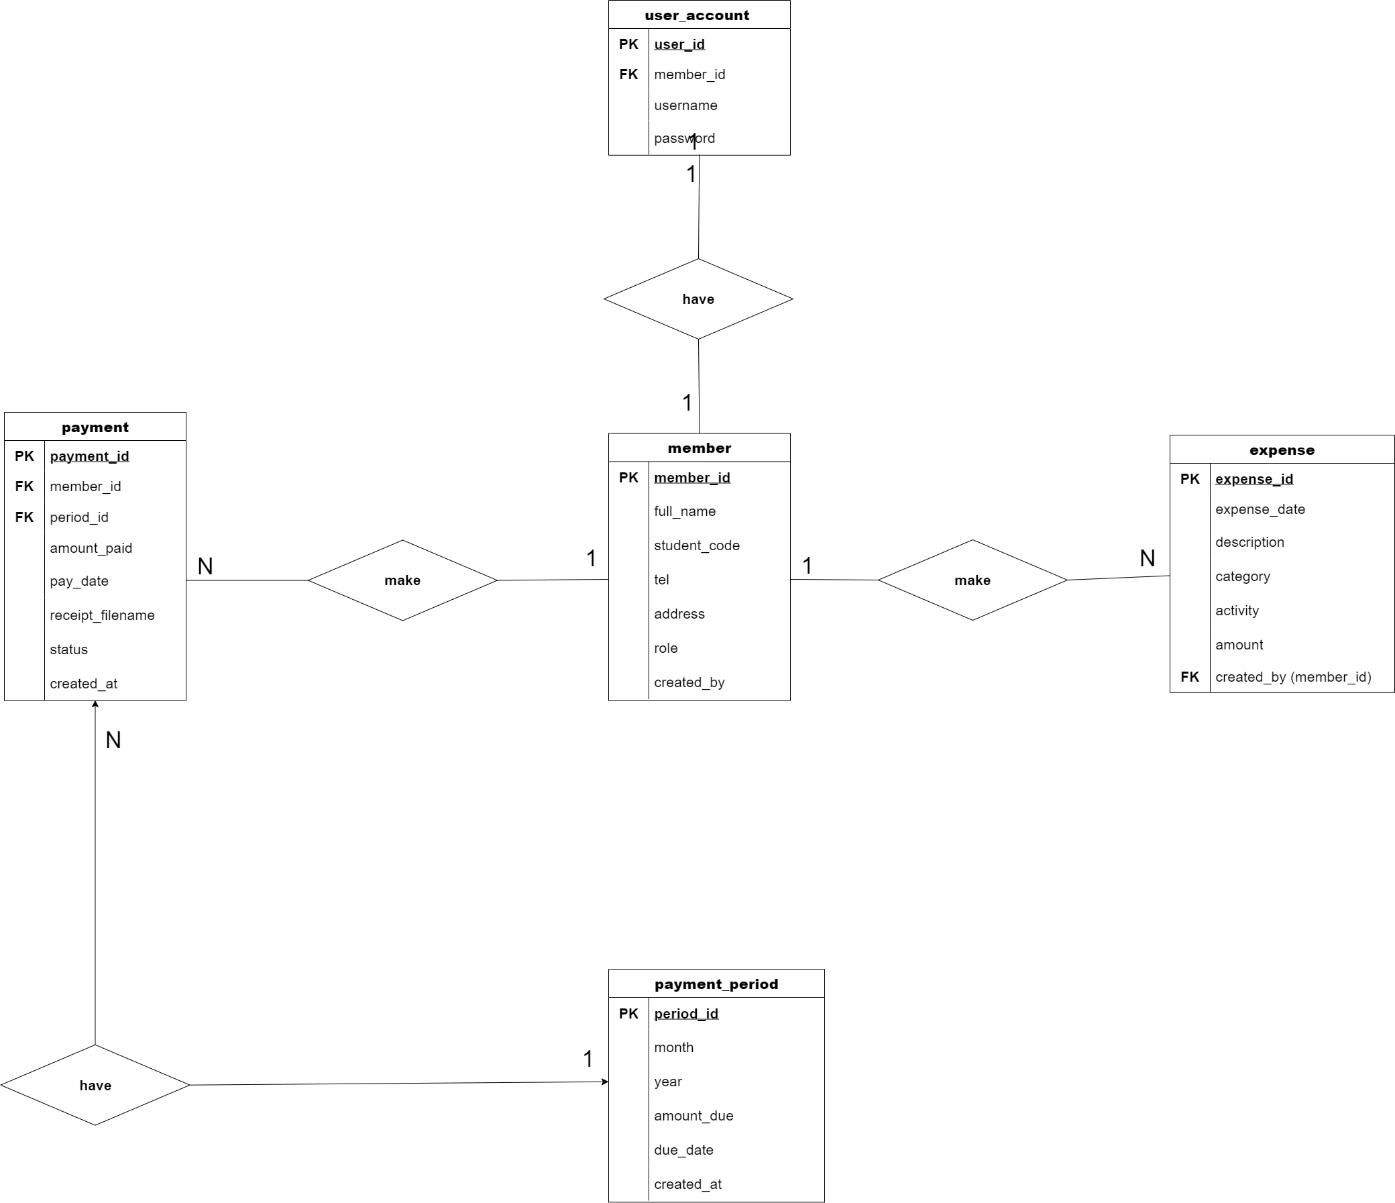 user_account
PK user_id
FK member_id
username
password
1
1
have
1
payment
PK payment_id
FK member_id
FK period_id
amount_paid
pay_date
receipt_filename
status
created_at
N
make
1
member
PK member_id
full_name
student_code
tel
address
role
created_by
1
make
N
expense
PK expense_id
expense_date
description
category
activity
amount
FK created_by (member_id)
N
have
1
payment_period
PK period_id
month
year
amount_due
due_date
created_at